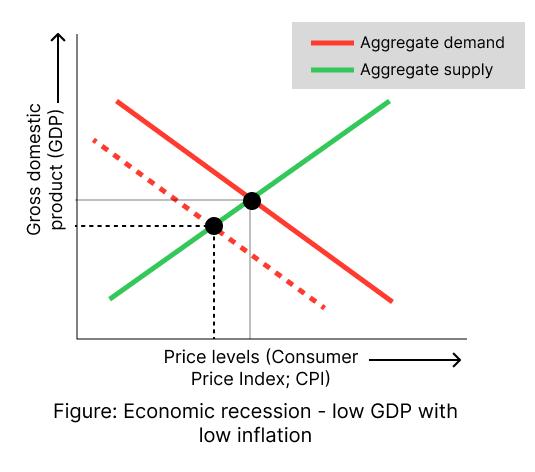 Aggregate demand
Aggregate supply
Gross domestic
product (GDP)
Price levels (Consumer
Price Index; CPI)
Figure: Economic recession - low GDP with
low inflation